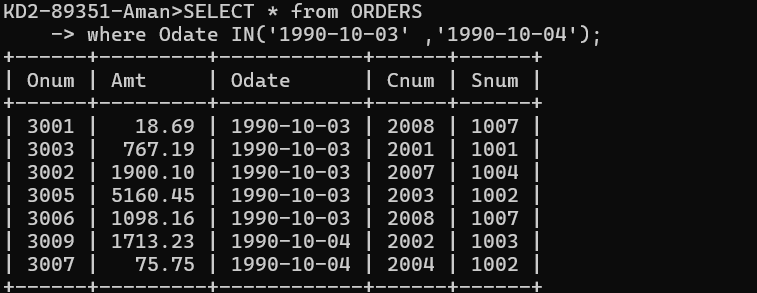 KD2-89351-Aman>SELECT * from ORDERS
    -> where Odate IN('1990-10-03' ,'1990-10-04');
+------+---------+------------+------+------+
| Onum | Amt     | Odate      | Cnum | Snum |
+------+---------+------------+------+------+
| 3001 |   18.69 | 1990-10-03 | 2008 | 1007 |
| 3003 |  767.19 | 1990-10-03 | 2001 | 1001 |
| 3002 | 1900.10 | 1990-10-03 | 2007 | 1004 |
| 3005 | 5160.45 | 1990-10-03 | 2003 | 1002 |
| 3006 | 1098.16 | 1990-10-03 | 2008 | 1007 |
| 3009 | 1713.23 | 1990-10-04 | 2002 | 1003 |
| 3007 |   75.75 | 1990-10-04 | 2004 | 1002 |
+------+---------+------------+------+------+